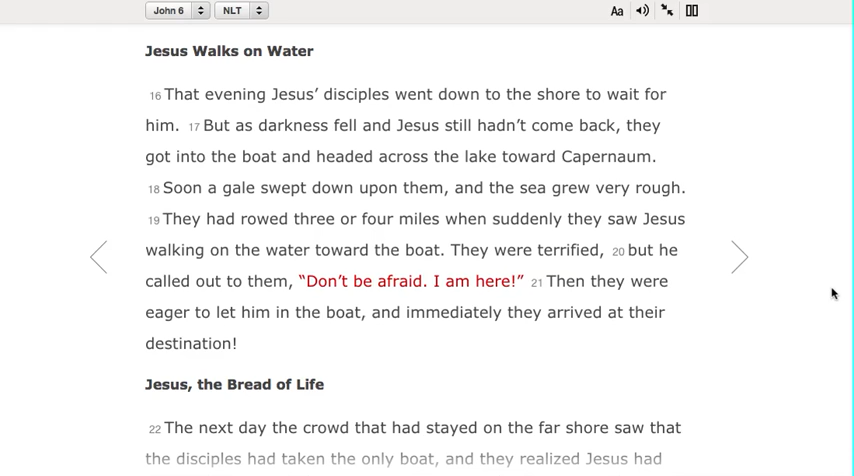 John 6 NLT Aa
Jesus Walks on Water
16 That evening Jesus’ disciples went down to the shore to wait for
him. 17 But as darkness fell and Jesus still hadn’t come back, they
got into the boat and headed across the lake toward Capernaum.
18 Soon a gale swept down upon them, and the sea grew very rough.
19 They had rowed three or four miles when suddenly they saw Jesus
walking on the water toward the boat. They were terrified, 20 but he
called out to them, “Don’t be afraid. I am here!” 21 Then they were
eager to let him in the boat, and immediately they arrived at their
destination!
Jesus, the Bread of Life
22 The next day the crowd that had stayed on the far shore saw that
the disciples had taken the only boat, and they realized Jesus had